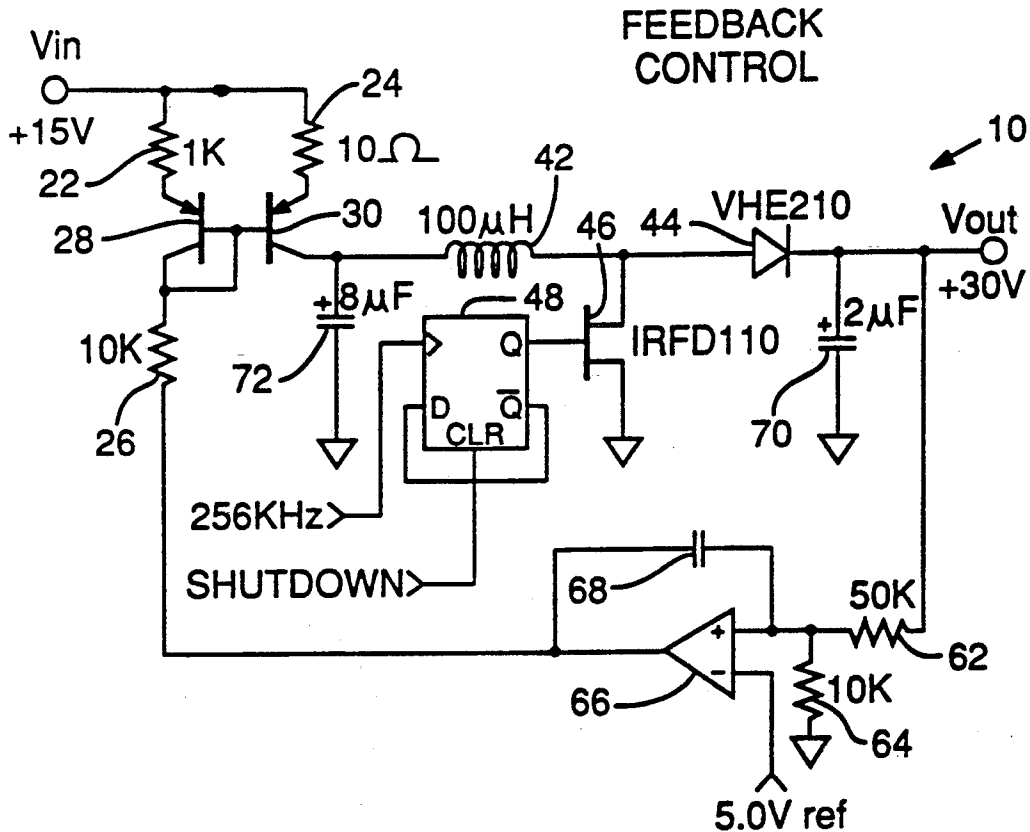 FEEDBACK
CONTROL
Vin
+15V
24
10
22
1K
10Ω
28
30
100μH
42
46
44
VHE210
Vout
+30V
+
8μF
48
72
Q
IRFD110
+
2μF
70
10K
26
D
Q̅
CLR
256KHz
SHUTDOWN
68
50K
62
+
-
66
10K
64
5.0V ref